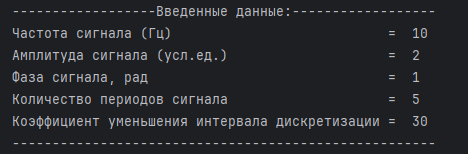 ------------------Введенные данные:------------------
Частота сигнала (Гц)                           =  10
Амплитуда сигнала (усл.ед.)                    =  2
Фаза сигнала, рад                              =  1
Количество периодов сигнала                    =  5
Коэффициент уменьшения интервала дискретизации =  30
-----------------------------------------------------